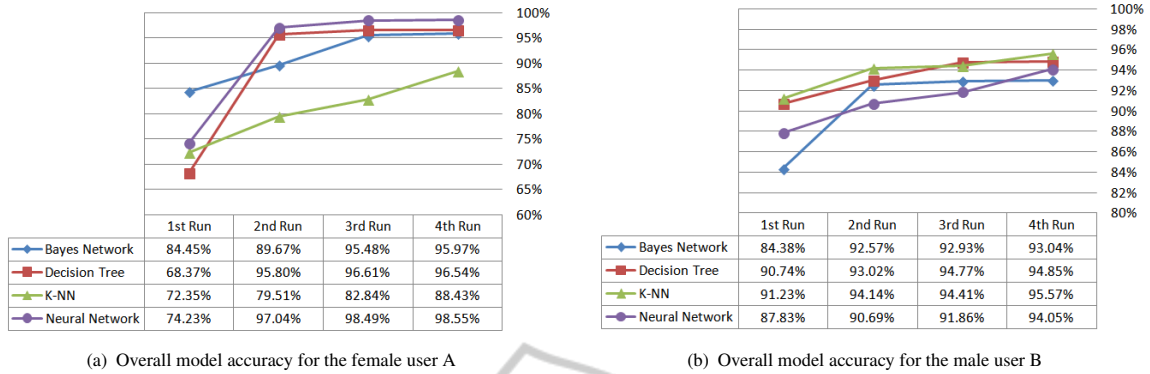 100%
95%
90%
85%
80%
75%
70%
65%
60%
1st Run 2nd Run 3rd Run 4th Run
Bayes Network 84.45% 89.67% 95.48% 95.97%
Decision Tree 68.37% 95.80% 96.61% 96.54%
K-NN 72.35% 79.51% 82.84% 88.43%
Neural Network 74.23% 97.04% 98.49% 98.55%
(a) Overall model accuracy for the female user A
100%
98%
96%
94%
92%
90%
88%
86%
84%
82%
80%
1st Run 2nd Run 3rd Run 4th Run
Bayes Network 84.38% 92.57% 92.93% 93.04%
Decision Tree 90.74% 93.02% 94.77% 94.85%
K-NN 91.23% 94.14% 94.41% 95.57%
Neural Network 87.83% 90.69% 91.86% 94.05%
(b) Overall model accuracy for the male user B